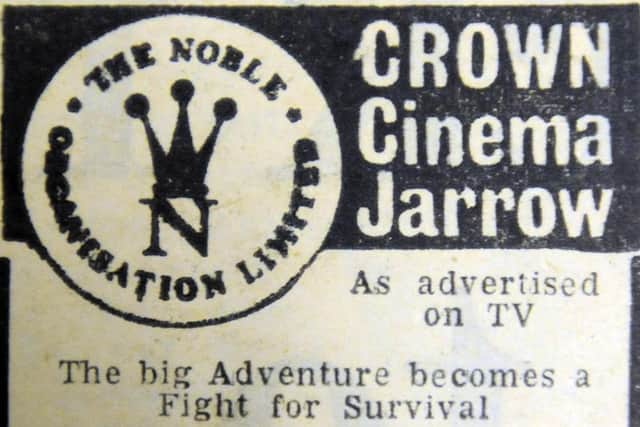 THE NOBLE
ORGANISATION LIMITED
N
CROWN
Cinema
Jarrow
As advertised
on TV
The big Adventure becomes a
Fight for Survival